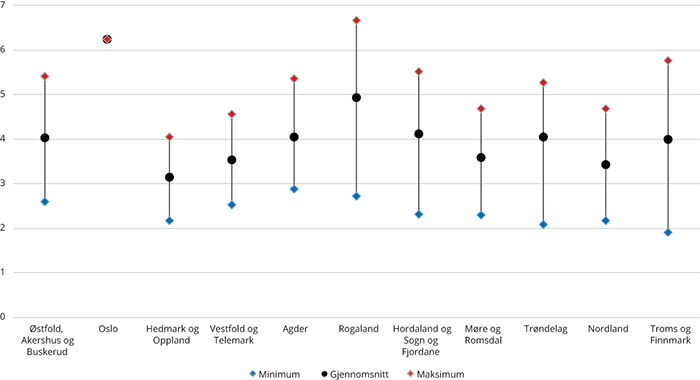 7
6
5
4
3
2
1
0
Østfold,
Akershus og
Buskerud
Oslo
Hedmark og
Oppland
Vestfold og
Telemark
Agder
Rogaland
Hordaland og
Sogn og
Fjordane
Møre og
Romsdal
Trøndelag
Nordland
Troms og
Finnmark
Minimum Gjennomsnitt Maksimum